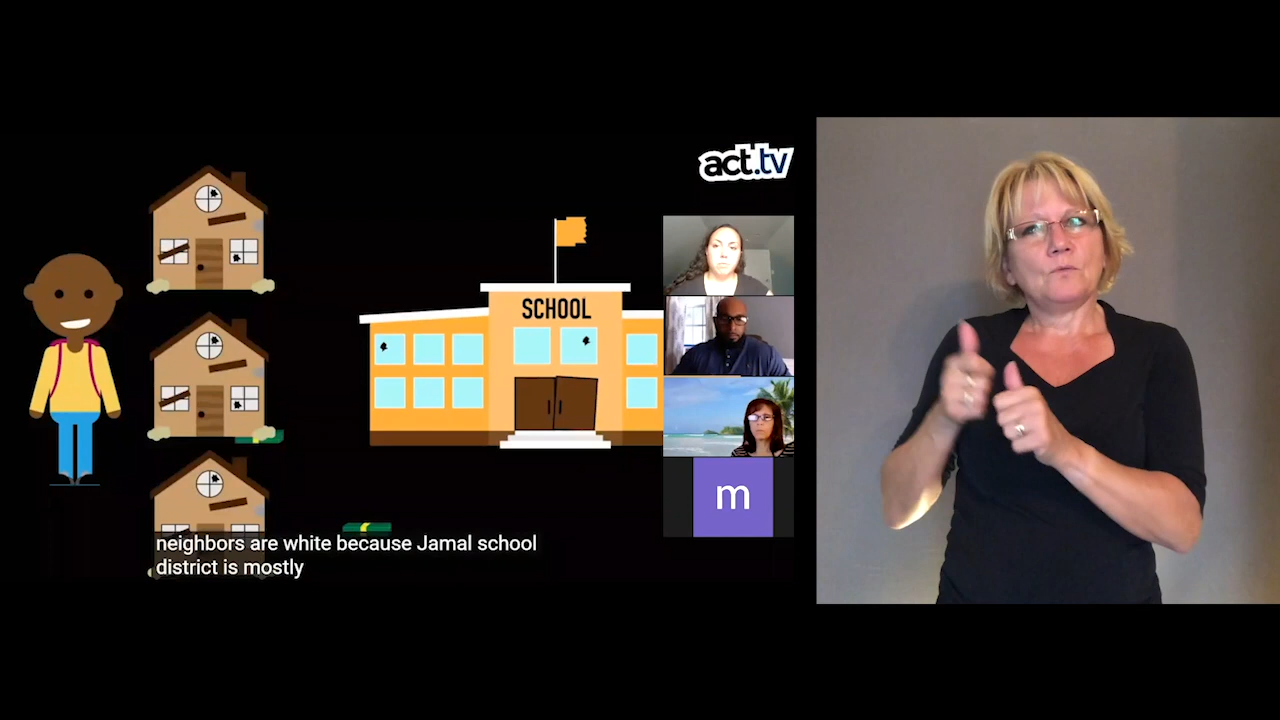 act.tv
SCHOOL
m
neighbors are white because Jamal school
district is mostly